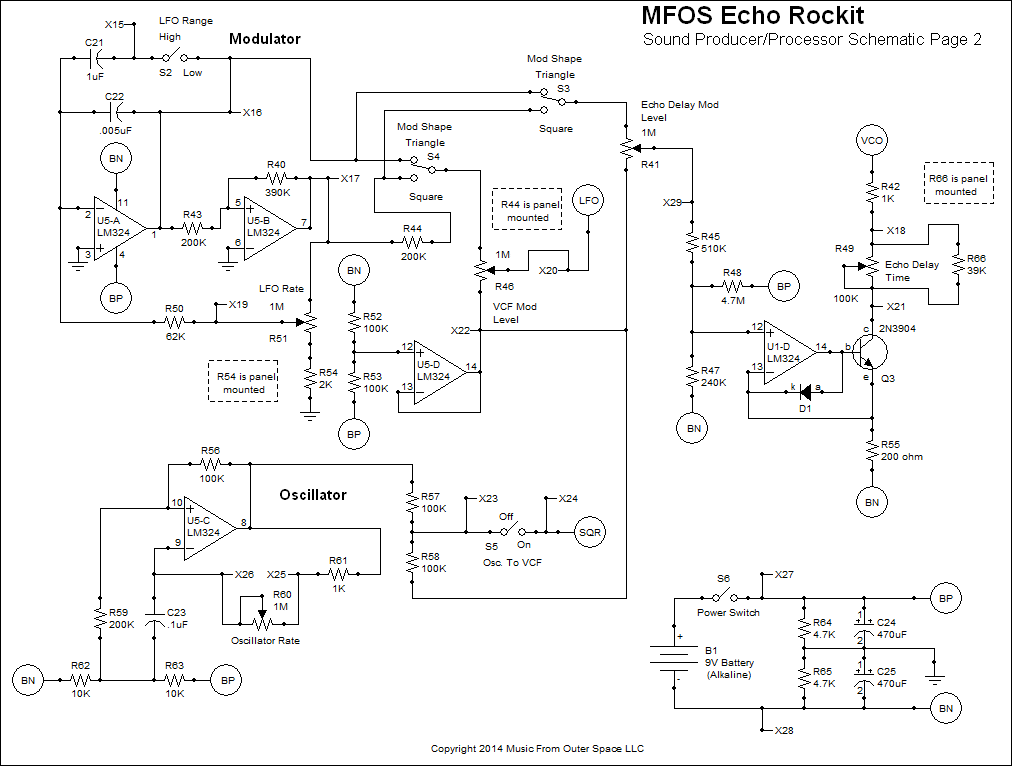 MFOS Echo Rockit
Sound Producer/Processor Schematic Page 2
X15
LFO Range
High
S2 Low
C21
1uF
Modulator
C22
.005uF
X16
BN
11
2
U5-A
LM324
3
4
1
BP
R43
200K
R40
390K
X17
5
U5-B
LM324
6
7
Mod Shape
Triangle
S4
Square
Mod Shape
Triangle
S3
Square
Echo Delay Mod
Level
1M
R41
R44 is panel
mounted
LFO
R44
200K
1M
R46
X20
VCF Mod
Level
X22
BN
R52
100K
R53
100K
BP
12
U5-D
LM324
13
14
LFO Rate
1M
R51
X19
R50
62K
R54
2K
R54 is panel
mounted
X29
R45
510K
R48
4.7M
BP
R47
240K
BN
12
U1-D
LM324
13
14
k a
D1
VCO
R42
1K
X18
R66 is panel
mounted
R49
100K
Echo Delay
Time
R66
39K
X21
c
2N3904
b
e
Q3
R55
200 ohm
BN
Oscillator
R56
100K
10
U5-C
LM324
9
8
R57
100K
R58
100K
X23
X24
Off
S5
On
Osc. To VCF
SQR
X26
X25
R61
1K
R60
1M
Oscillator Rate
R59
200K
C23
.1uF
BN
R62
10K
R63
10K
BP
S6
Power Switch
X27
BP
+
B1
9V Battery
(Alkaline)
-
R64
4.7K
1
+ +
C24
470uF
2
R65
4.7K
1
+ +
C25
470uF
2
BN
X28
Copyright 2014 Music From Outer Space LLC